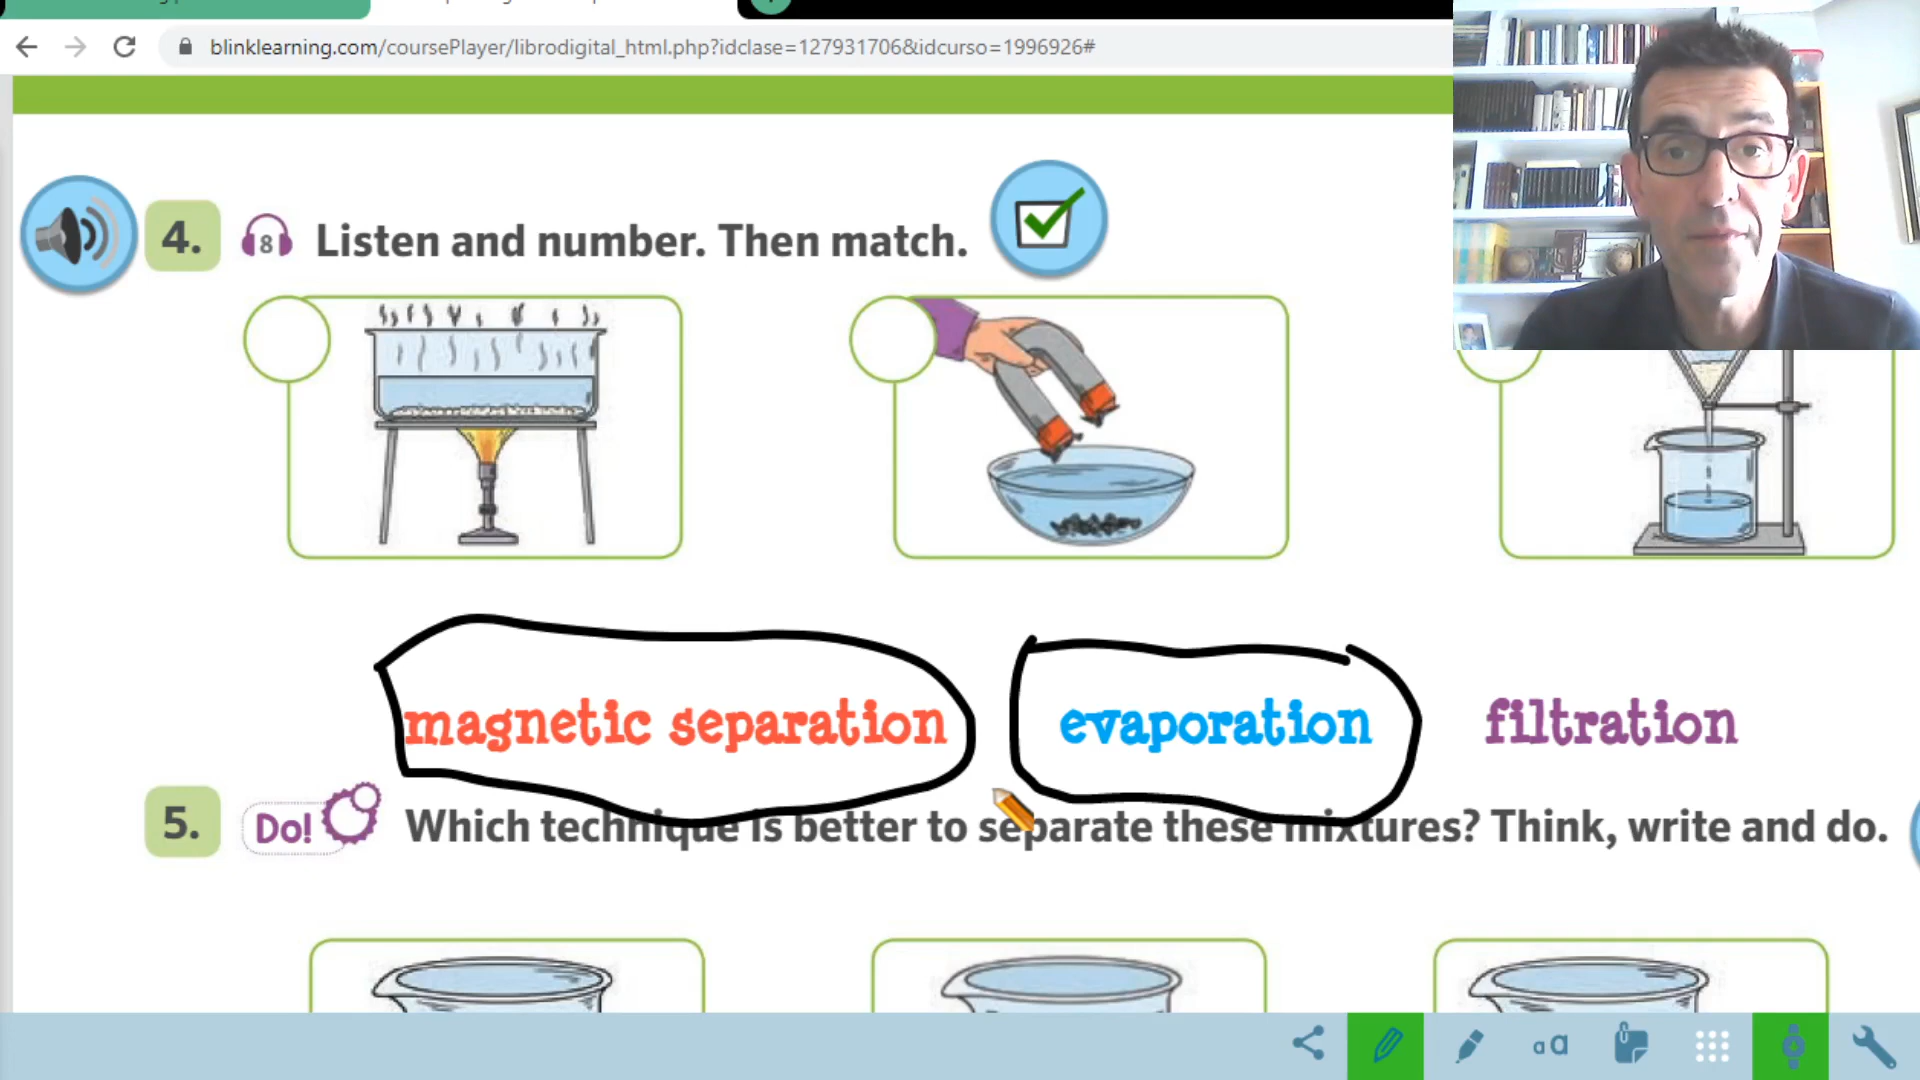 blinklearning.com/coursePlayer/librodigital_html.php?idclase=127931706&idcurso=1996926#
4. 8 Listen and number. Then match.
magnetic separation evaporation filtration
5. Do! Which technique is better to separate these mixtures? Think, write and do.
aa